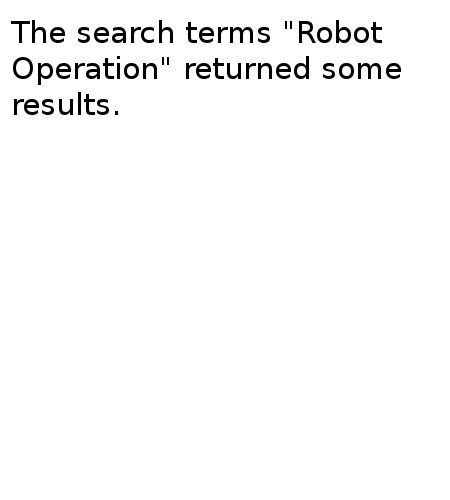 The search terms "Robot
Operation" returned some
results.